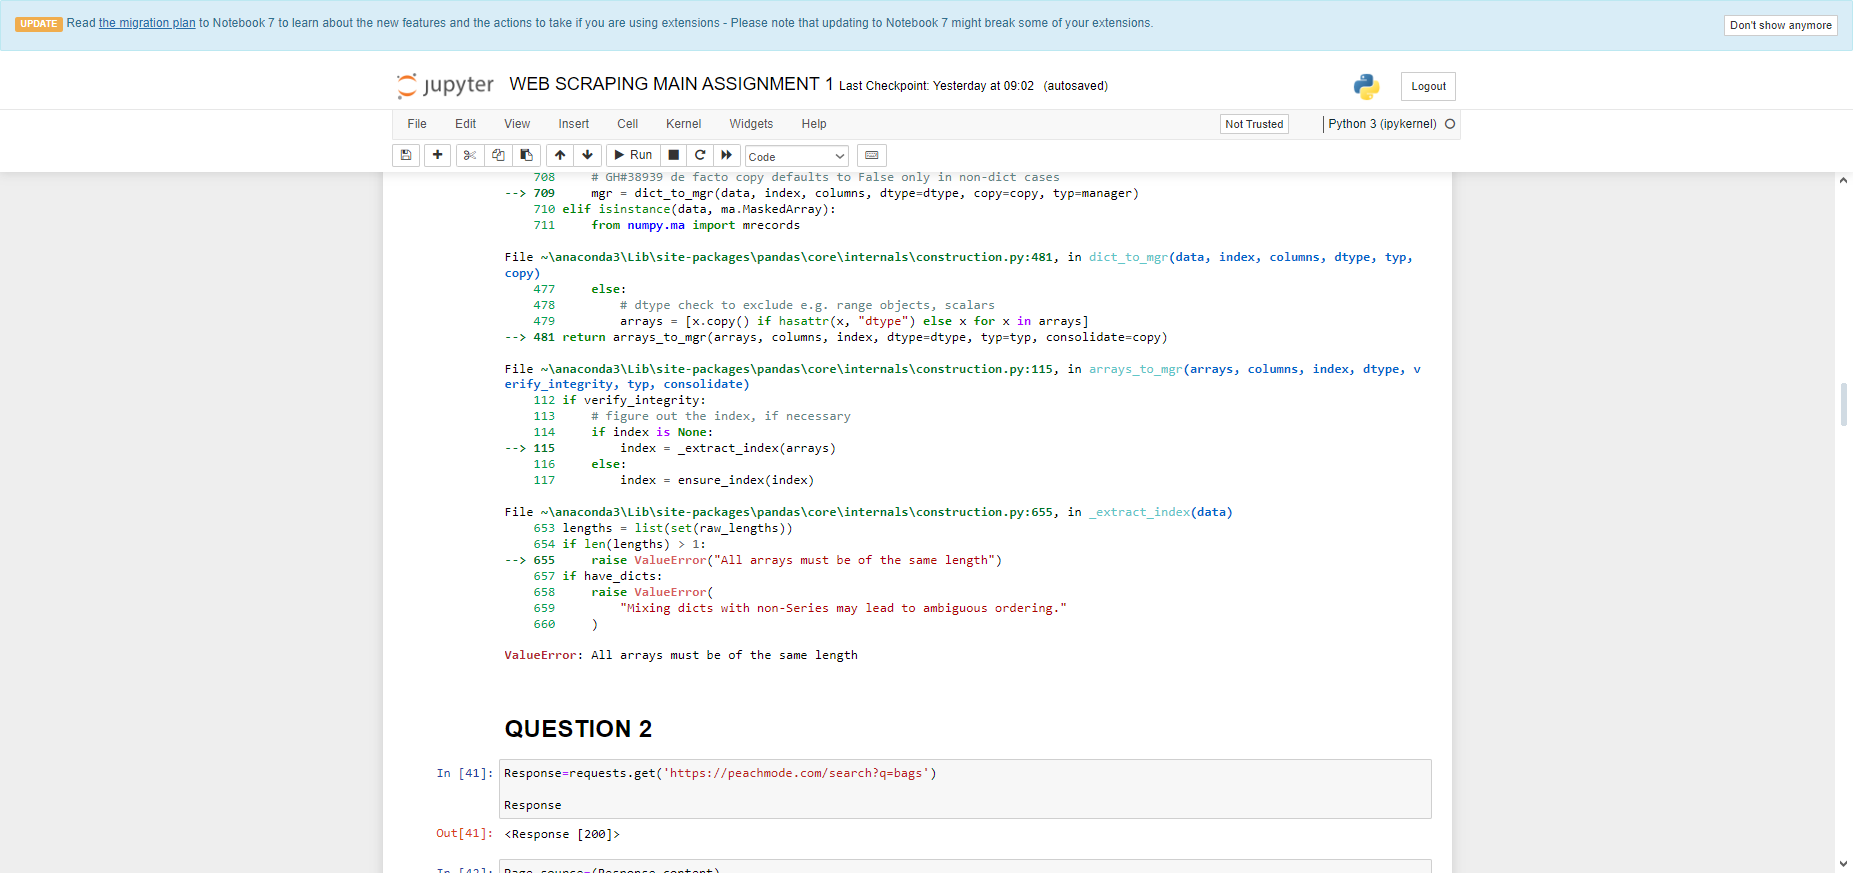 UPDATE Read the migration plan to Notebook 7 to learn about the new features and the actions to take if you are using extensions - Please note that updating to Notebook 7 might break some of your extensions.
Don't show anymore
jupyter WEB SCRAPING MAIN ASSIGNMENT 1 Last Checkpoint: Yesterday at 09:02 (autosaved)
Logout
File Edit View Insert Cell Kernel Widgets Help
Not Trusted Python 3 (ipykernel)
Run Code
708     # GH#38939 de facto copy defaults to False only in non-dict cases
--> 709     mgr = dict_to_mgr(data, index, columns, dtype=dtype, copy=copy, typ=manager)
710 elif isinstance(data, ma.MaskedArray):
711     from numpy.ma import mrecords
File ~\anaconda3\Lib\site-packages\pandas\core\internals\construction.py:481, in dict_to_mgr(data, index, columns, dtype, typ,
copy)
477     else:
478         # dtype check to exclude e.g. range objects, scalars
479         arrays = [x.copy() if hasattr(x, "dtype") else x for x in arrays]
--> 481 return arrays_to_mgr(arrays, columns, index, dtype=dtype, typ=typ, consolidate=copy)
File ~\anaconda3\Lib\site-packages\pandas\core\internals\construction.py:115, in arrays_to_mgr(arrays, columns, index, dtype, v
erify_integrity, typ, consolidate)
112 if verify_integrity:
113     # figure out the index, if necessary
114     if index is None:
--> 115         index = _extract_index(arrays)
116     else:
117         index = ensure_index(index)
File ~\anaconda3\Lib\site-packages\pandas\core\internals\construction.py:655, in _extract_index(data)
653 lengths = list(set(raw_lengths))
654 if len(lengths) > 1:
--> 655     raise ValueError("All arrays must be of the same length")
657 if have_dicts:
658     raise ValueError(
659         "Mixing dicts with non-Series may lead to ambiguous ordering."
660     )
ValueError: All arrays must be of the same length
QUESTION 2
In [41]: Response=requests.get('https://peachmode.com/search?q=bags')
Response
Out[41]: <Response [200]>
In [42]: Page_source=(Response.content)